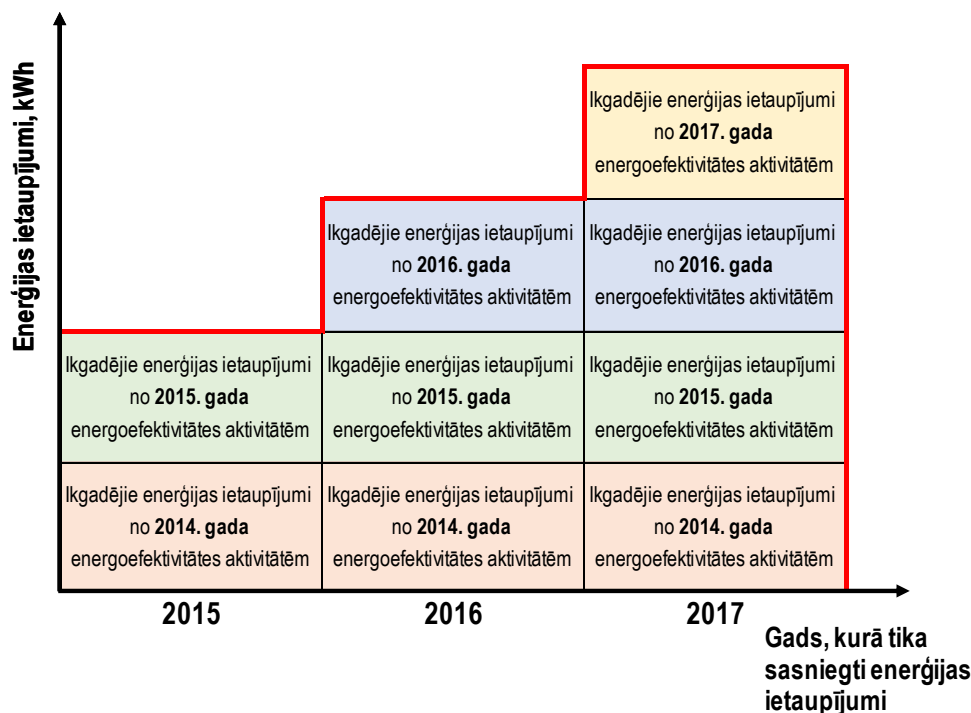 Enerģijas ietaupījumi, kWh
Ikgadējie enerģijas ietaupījumi
no 2017. gada
energoefektivitātes aktivitātēm
Ikgadējie enerģijas ietaupījumi
no 2016. gada
energoefektivitātes aktivitātēm
Ikgadējie enerģijas ietaupījumi
no 2016. gada
energoefektivitātes aktivitātēm
Ikgadējie enerģijas ietaupījumi
no 2015. gada
energoefektivitātes aktivitātēm
Ikgadējie enerģijas ietaupījumi
no 2015. gada
energoefektivitātes aktivitātēm
Ikgadējie enerģijas ietaupījumi
no 2015. gada
energoefektivitātes aktivitātēm
Ikgadējie enerģijas ietaupījumi
no 2014. gada
energoefektivitātes aktivitātēm
Ikgadējie enerģijas ietaupījumi
no 2014. gada
energoefektivitātes aktivitātēm
Ikgadējie enerģijas ietaupījumi
no 2014. gada
energoefektivitātes aktivitātēm
2015
2016
2017
Gads, kurā tika
sasniegti enerģijas
ietaupījumi